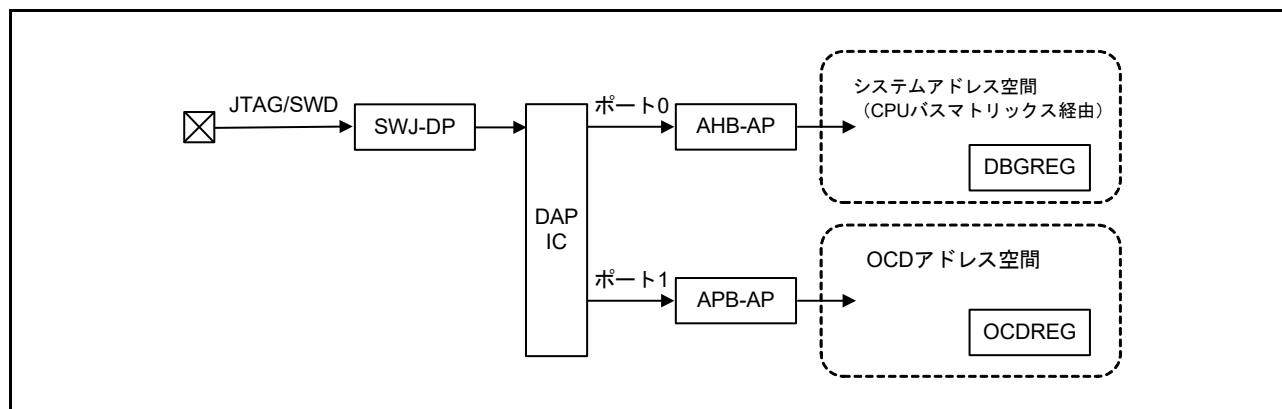 JTAG/SWD
SWJ-DP
DAP
IC
ポート0
AHB-AP
システムアドレス空間
（CPUバスマトリックス経由）
DBGREG
ポート1
APB-AP
OCDアドレス空間
OCDREG